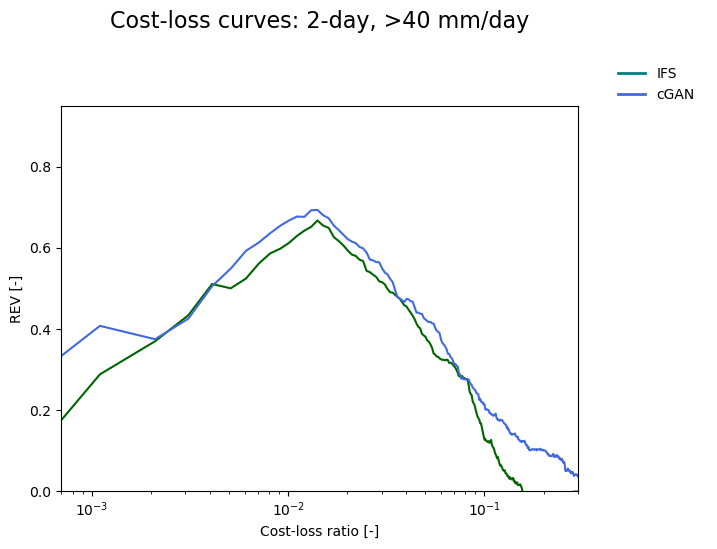 Cost-loss curves: 2-day, >40 mm/day
IFS
cGAN
0.8
0.6
0.4
0.2
0.0
REV [-]
10⁻³
10⁻²
10⁻¹
Cost-loss ratio [-]